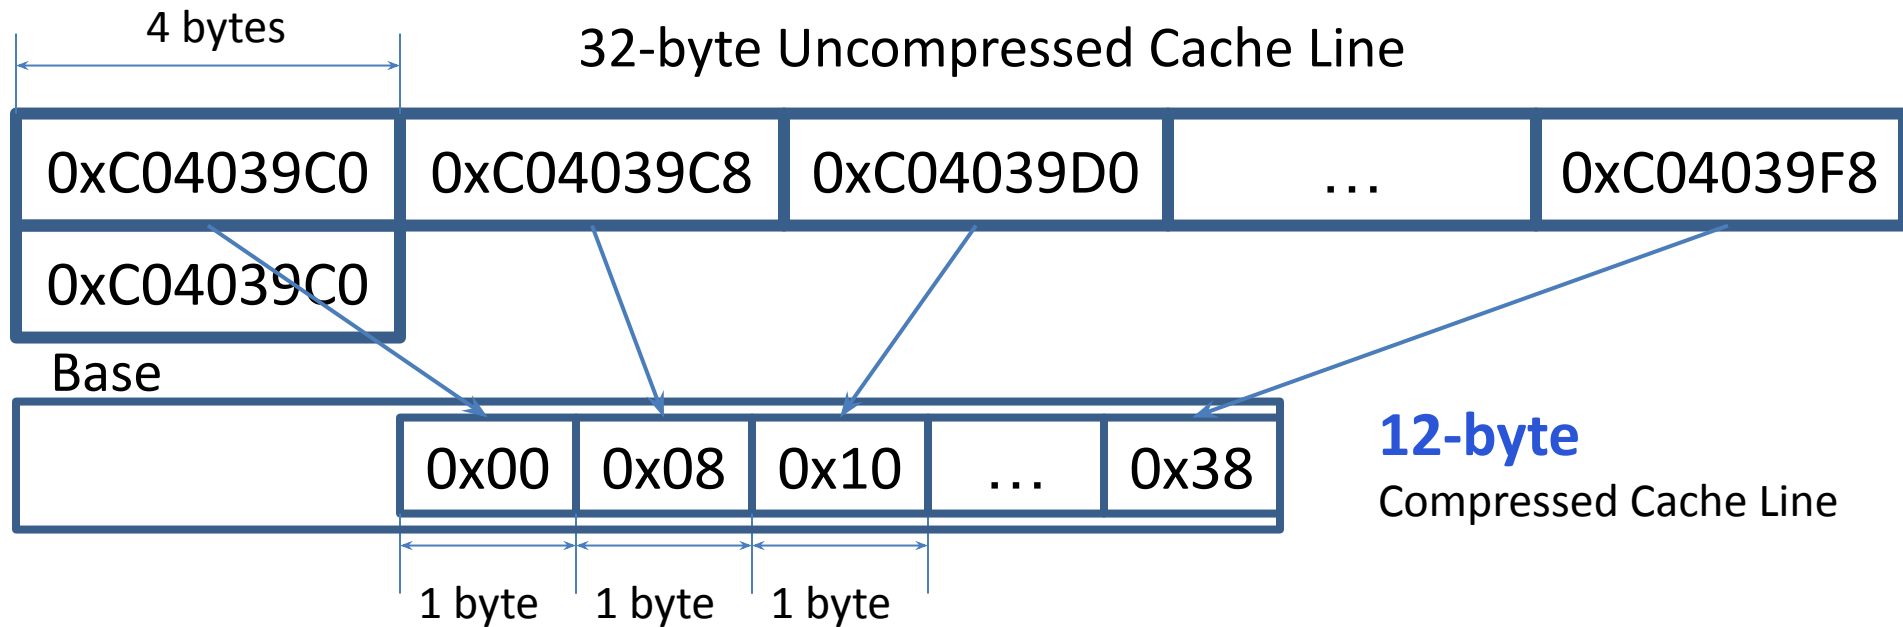 4 bytes
32-byte Uncompressed Cache Line
0xC04039C0 0xC04039C8 0xC04039D0 ... 0xC04039F8
0xC04039C0
Base
0x00 0x08 0x10 ... 0x38
12-byte
Compressed Cache Line
1 byte 1 byte 1 byte